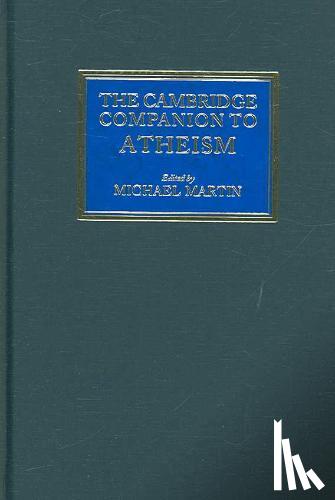 THE CAMBRIDGE
COMPANION TO
ATHEISM
Edited by
MICHAEL MARTIN